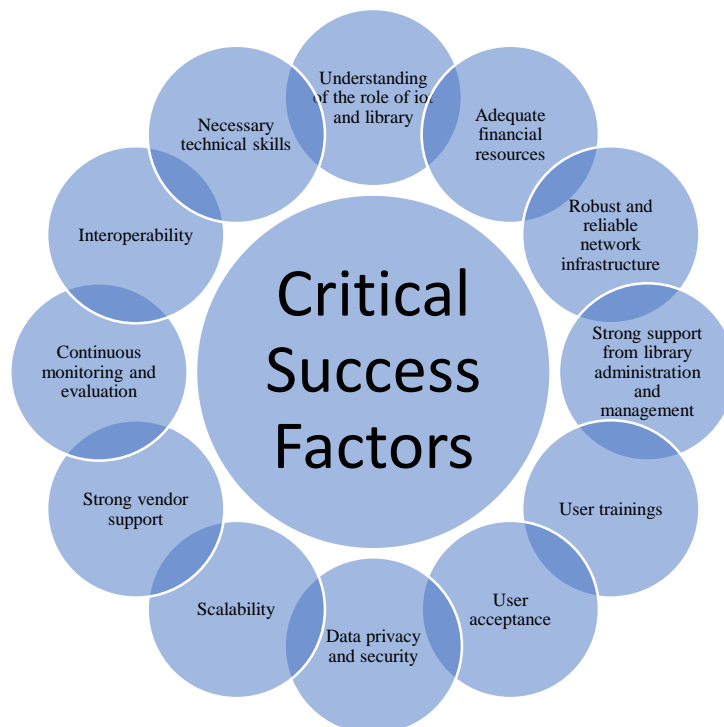 Understanding
of the role of iot
and library
Adequate
financial
resources
Robust and
reliable
network
infrastructure
Strong support
from library
administration
and
management
User trainings
User
acceptance
Data privacy
and security
Scalability
Strong vendor
support
Continuous
monitoring and
evaluation
Interoperability
Necessary
technical skills
Critical
Success
Factors